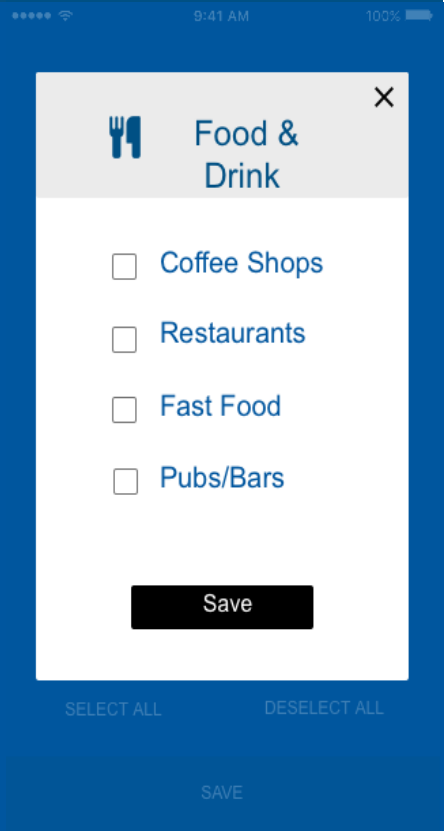 9:41 AM 100%
Food &
Drink
Coffee Shops
Restaurants
Fast Food
Pubs/Bars
Save
SELECT ALL DESELECT ALL
SAVE